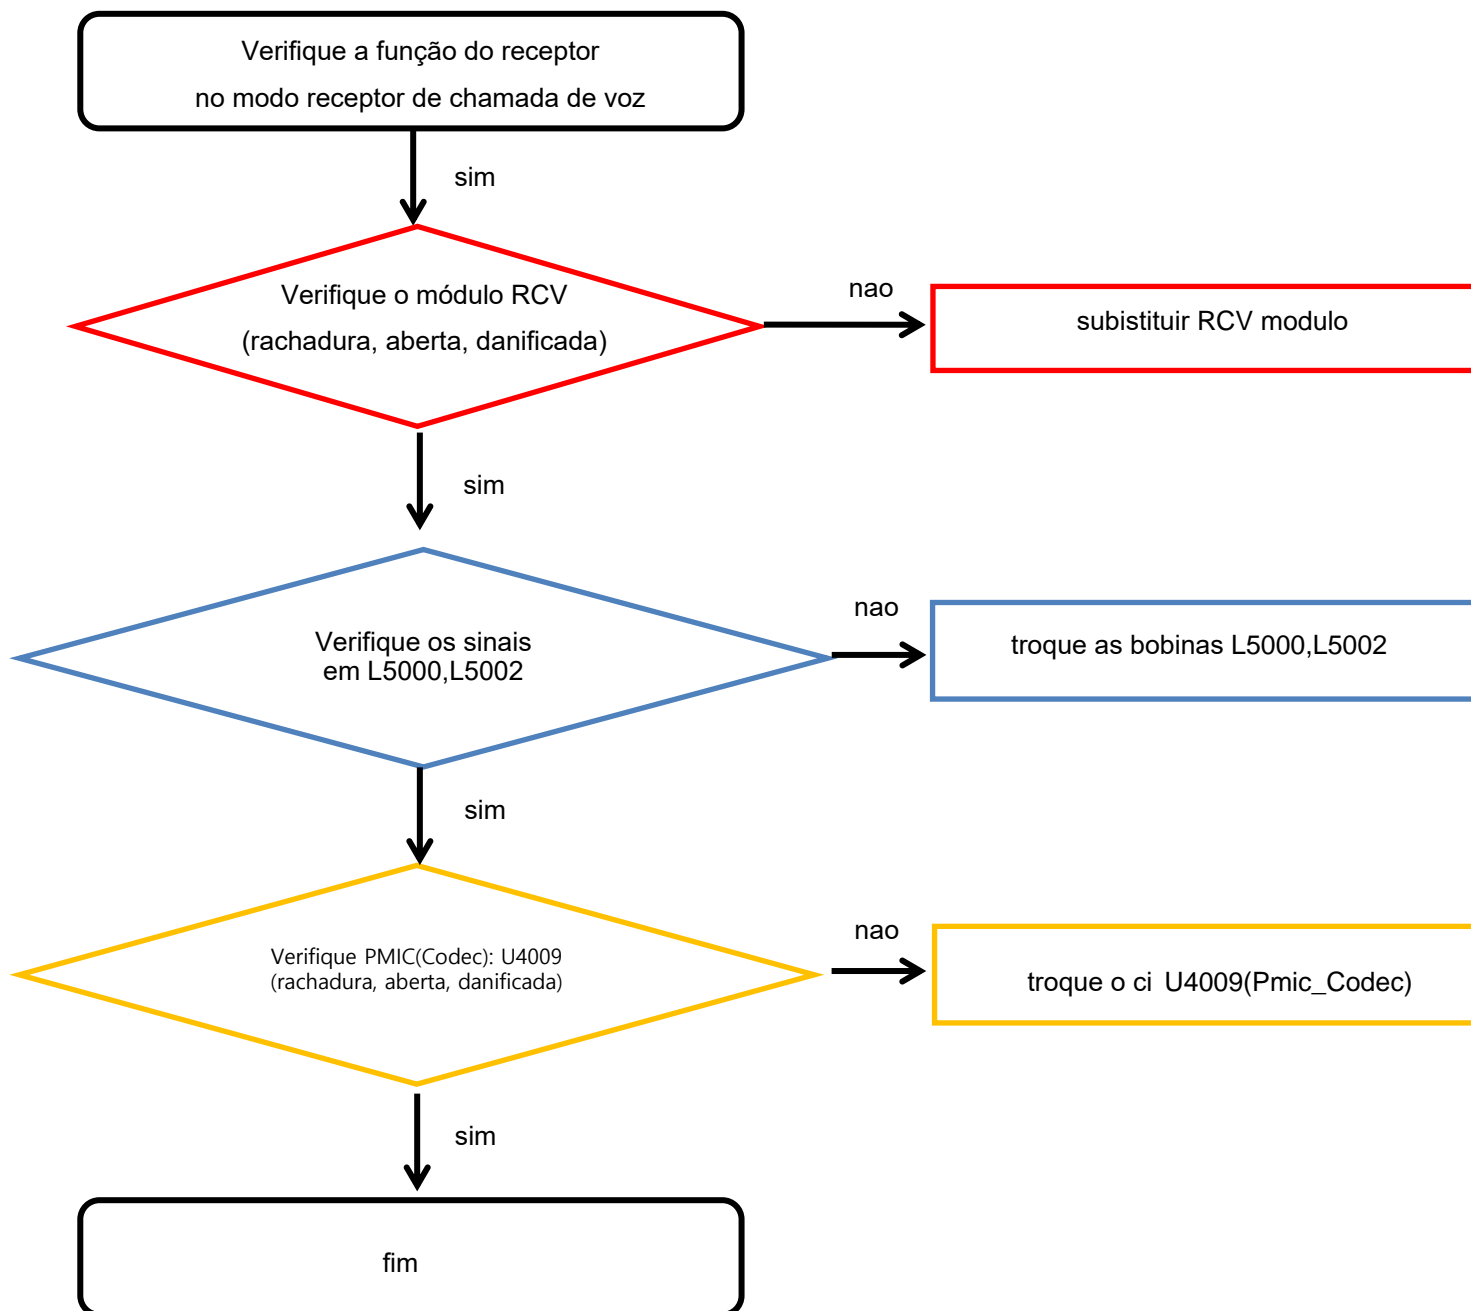 Verifique a função do receptor
no modo receptor de chamada de voz
sim
Verifique o módulo RCV
(rachadura, aberta, danificada)
nao
subistituir RCV modulo
sim
Verifique os sinais
em L5000,L5002
nao
troque as bobinas L5000,L5002
sim
Verifique PMIC(Codec): U4009
(rachadura, aberta, danificada)
nao
troque o ci U4009(Pmic_Codec)
sim
fim